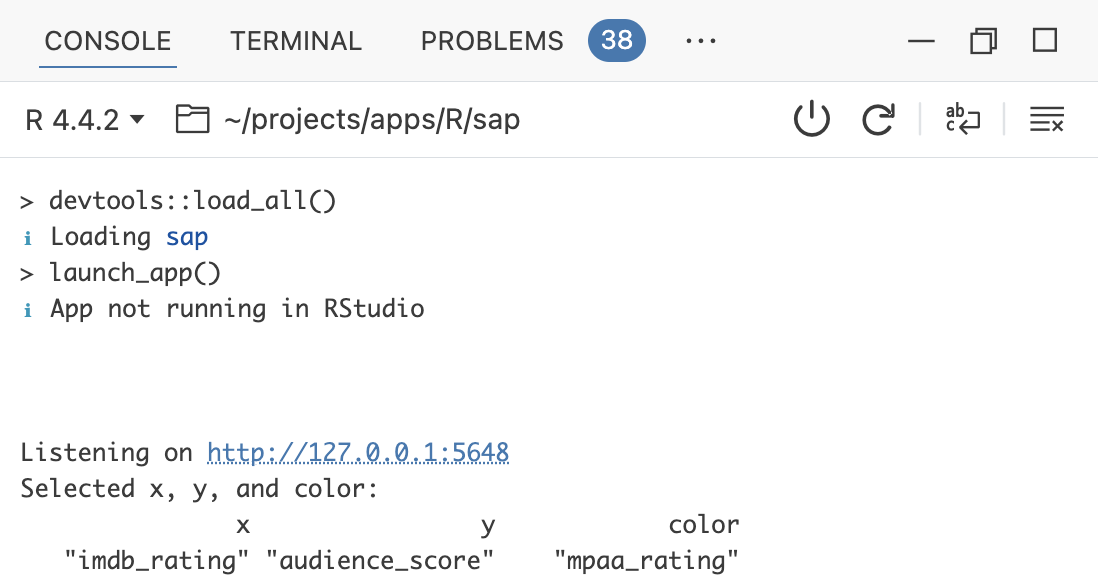 CONSOLE TERMINAL PROBLEMS 38 ...
R 4.4.2 ~/projects/apps/R/sap ab c
> devtools::load_all()
ℹ Loading sap
> launch_app()
ℹ App not running in RStudio
Listening on http://127.0.0.1:5648
Selected x, y, and color:
               x                y            color
   "imdb_rating" "audience_score"    "mpaa_rating"